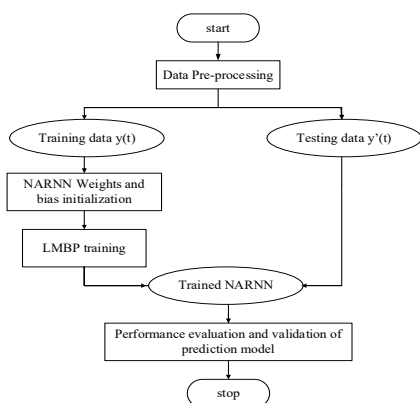 start
Data Pre-processing
Training data y(t)
Testing data y’(t)
NARNN Weights and
bias initialization
LMBP training
Trained NARNN
Performance evaluation and validation of
prediction model
stop